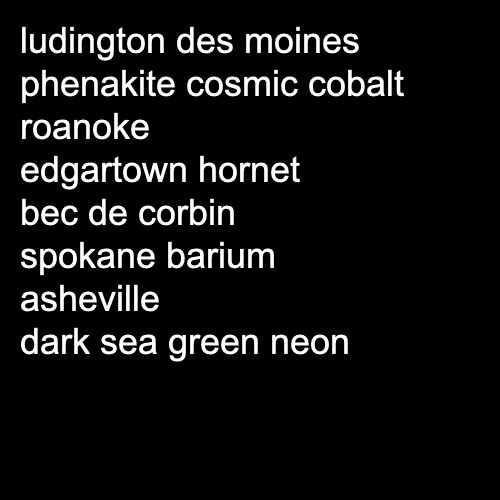 ludington des moines
phenakite cosmic cobalt
roanoke
edgartown hornet
bec de corbin
spokane barium
asheville
dark sea green neon